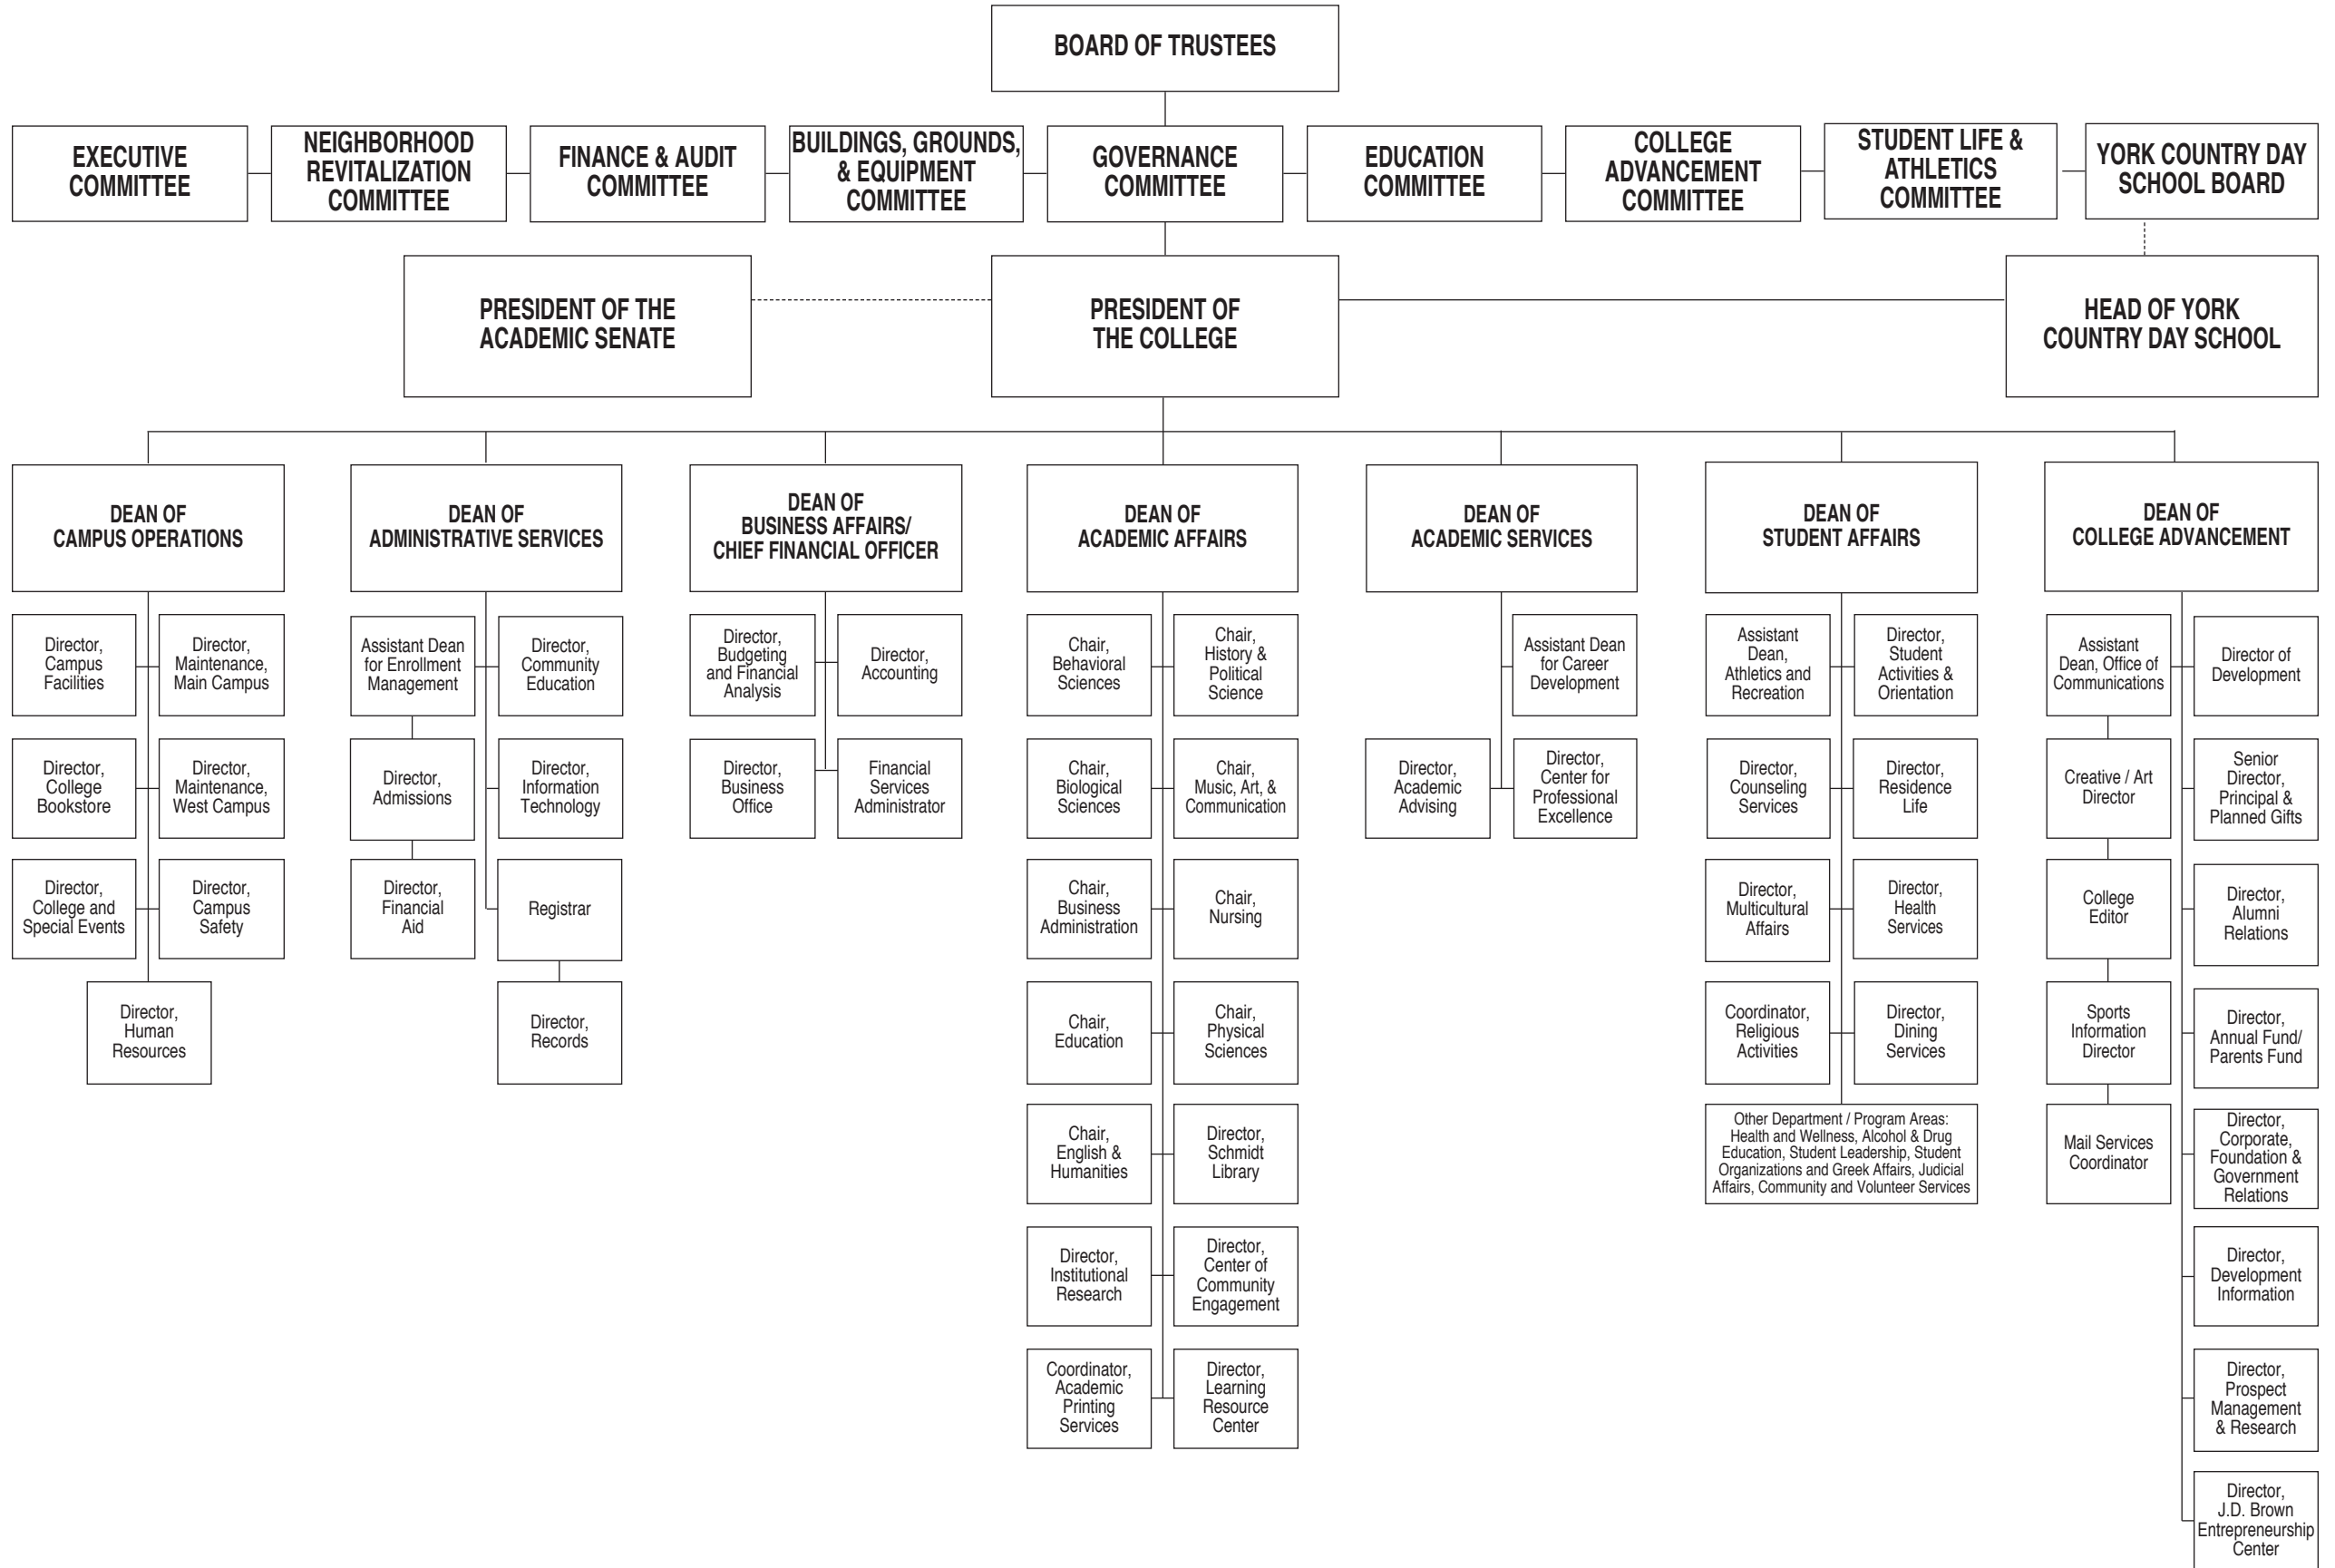 BOARD OF TRUSTEES
EXECUTIVE
COMMITTEE
NEIGHBORHOOD
REVITALIZATION
COMMITTEE
FINANCE & AUDIT
COMMITTEE
BUILDINGS, GROUNDS,
& EQUIPMENT
COMMITTEE
GOVERNANCE
COMMITTEE
EDUCATION
COMMITTEE
COLLEGE
ADVANCEMENT
COMMITTEE
STUDENT LIFE &
ATHLETICS
COMMITTEE
YORK COUNTRY DAY
SCHOOL BOARD
PRESIDENT OF THE
ACADEMIC SENATE
PRESIDENT OF
THE COLLEGE
HEAD OF YORK
COUNTRY DAY SCHOOL
DEAN OF
CAMPUS OPERATIONS
DEAN OF
ADMINISTRATIVE SERVICES
DEAN OF
BUSINESS AFFAIRS/
CHIEF FINANCIAL OFFICER
DEAN OF
ACADEMIC AFFAIRS
DEAN OF
ACADEMIC SERVICES
DEAN OF
STUDENT AFFAIRS
DEAN OF
COLLEGE ADVANCEMENT
Director,
Campus
Facilities
Director,
Maintenance,
Main Campus
Director,
College
Bookstore
Director,
Maintenance,
West Campus
Director,
College and
Special Events
Director,
Campus
Safety
Director,
Human
Resources
Assistant Dean
for Enrollment
Management
Director,
Community
Education
Director,
Admissions
Director,
Information
Technology
Director,
Financial
Aid
Registrar
Director,
Records
Director,
Budgeting
and Financial
Analysis
Director,
Accounting
Director,
Business
Office
Financial
Services
Administrator
Chair,
Behavioral
Sciences
Chair,
History &
Political
Science
Chair,
Biological
Sciences
Chair,
Music, Art, &
Communication
Chair,
Business
Administration
Chair,
Nursing
Chair,
Education
Chair,
Physical
Sciences
Chair,
English &
Humanities
Director,
Schmidt
Library
Director,
Institutional
Research
Director,
Center of
Community
Engagement
Coordinator,
Academic
Printing
Services
Director,
Learning
Resource
Center
Assistant Dean
for Career
Development
Director,
Academic
Advising
Director,
Center for
Professional
Excellence
Assistant
Dean,
Athletics and
Recreation
Director,
Student
Activities &
Orientation
Director,
Counseling
Services
Director,
Residence
Life
Director,
Multicultural
Affairs
Director,
Health
Services
Coordinator,
Religious
Activities
Director,
Dining
Services
Other Department / Program Areas:
Health and Wellness, Alcohol & Drug
Education, Student Leadership, Student
Organizations and Greek Affairs, Judicial
Affairs, Community and Volunteer Services
Assistant
Dean, Office of
Communications
Director of
Development
Creative / Art
Director
Senior
Director,
Principal &
Planned Gifts
College
Editor
Director,
Alumni
Relations
Sports
Information
Director
Director,
Annual Fund/
Parents Fund
Mail Services
Coordinator
Director,
Corporate,
Foundation &
Government
Relations
Director,
Development
Information
Director,
Prospect
Management
& Research
Director,
J.D. Brown
Entrepreneurship
Center